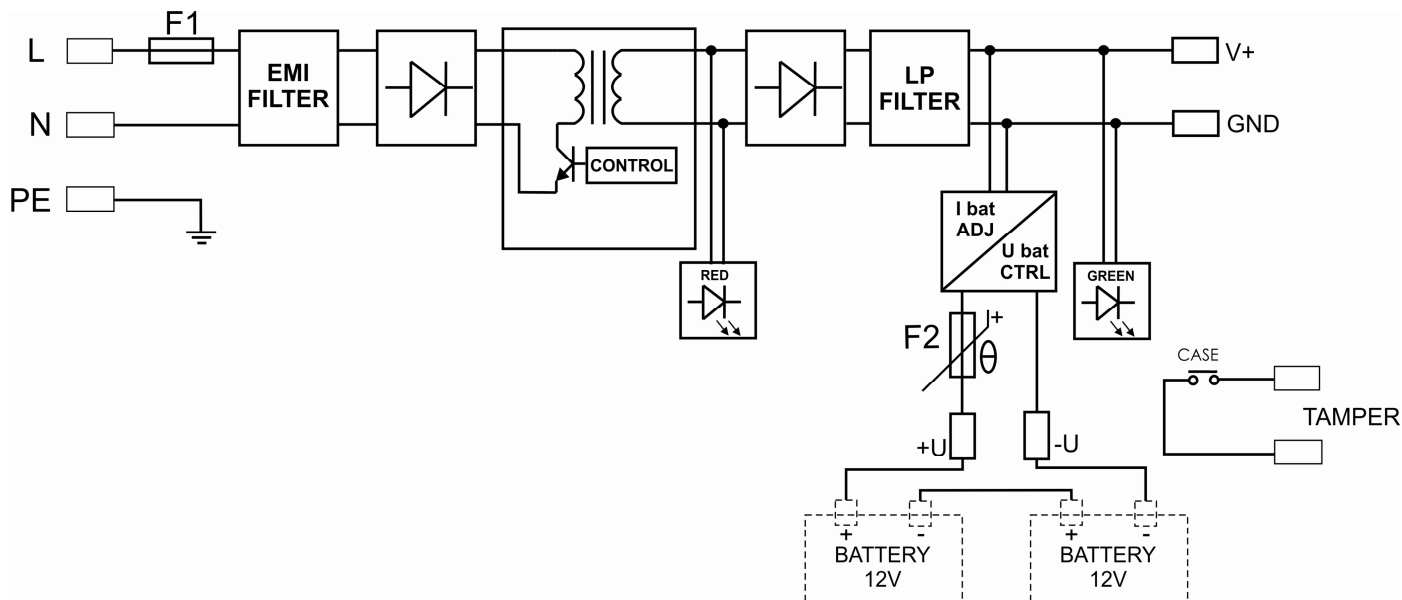 F1
L
EMI
FILTER
LP
FILTER
V+
N
GND
CONTROL
PE
I bat
ADJ
U bat
CTRL
RED
GREEN
F2
I+
θ
CASE
TAMPER
+U
-U
+ -
+ -
BATTERY
12V
BATTERY
12V